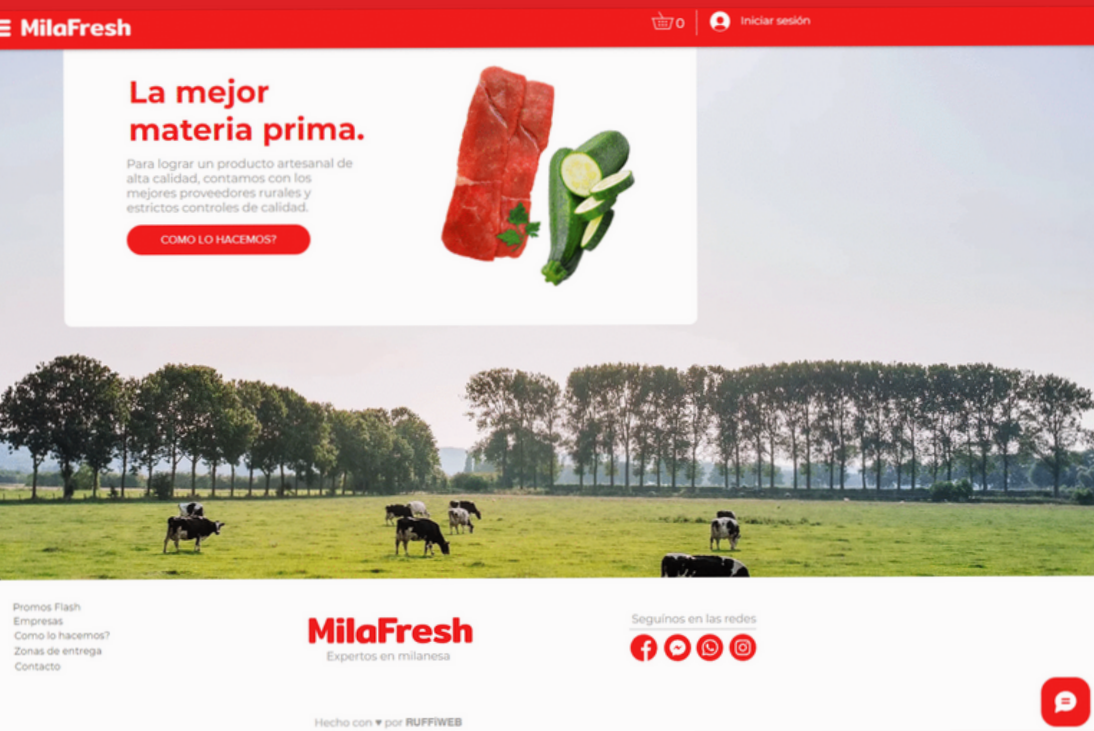 MilaFresh
0
Iniciar sesión
La mejor
materia prima.
Para lograr un producto artesanal de
alta calidad, contamos con los
mejores proveedores rurales y
estrictos controles de calidad.
COMO LO HACEMOS?
Promos Flash
Empresas
Como lo hacemos?
Zonas de entrega
Contacto
MilaFresh
Expertos en milanesa
Seguínos en las redes
Hecho con ♥ por RUFFiWEB